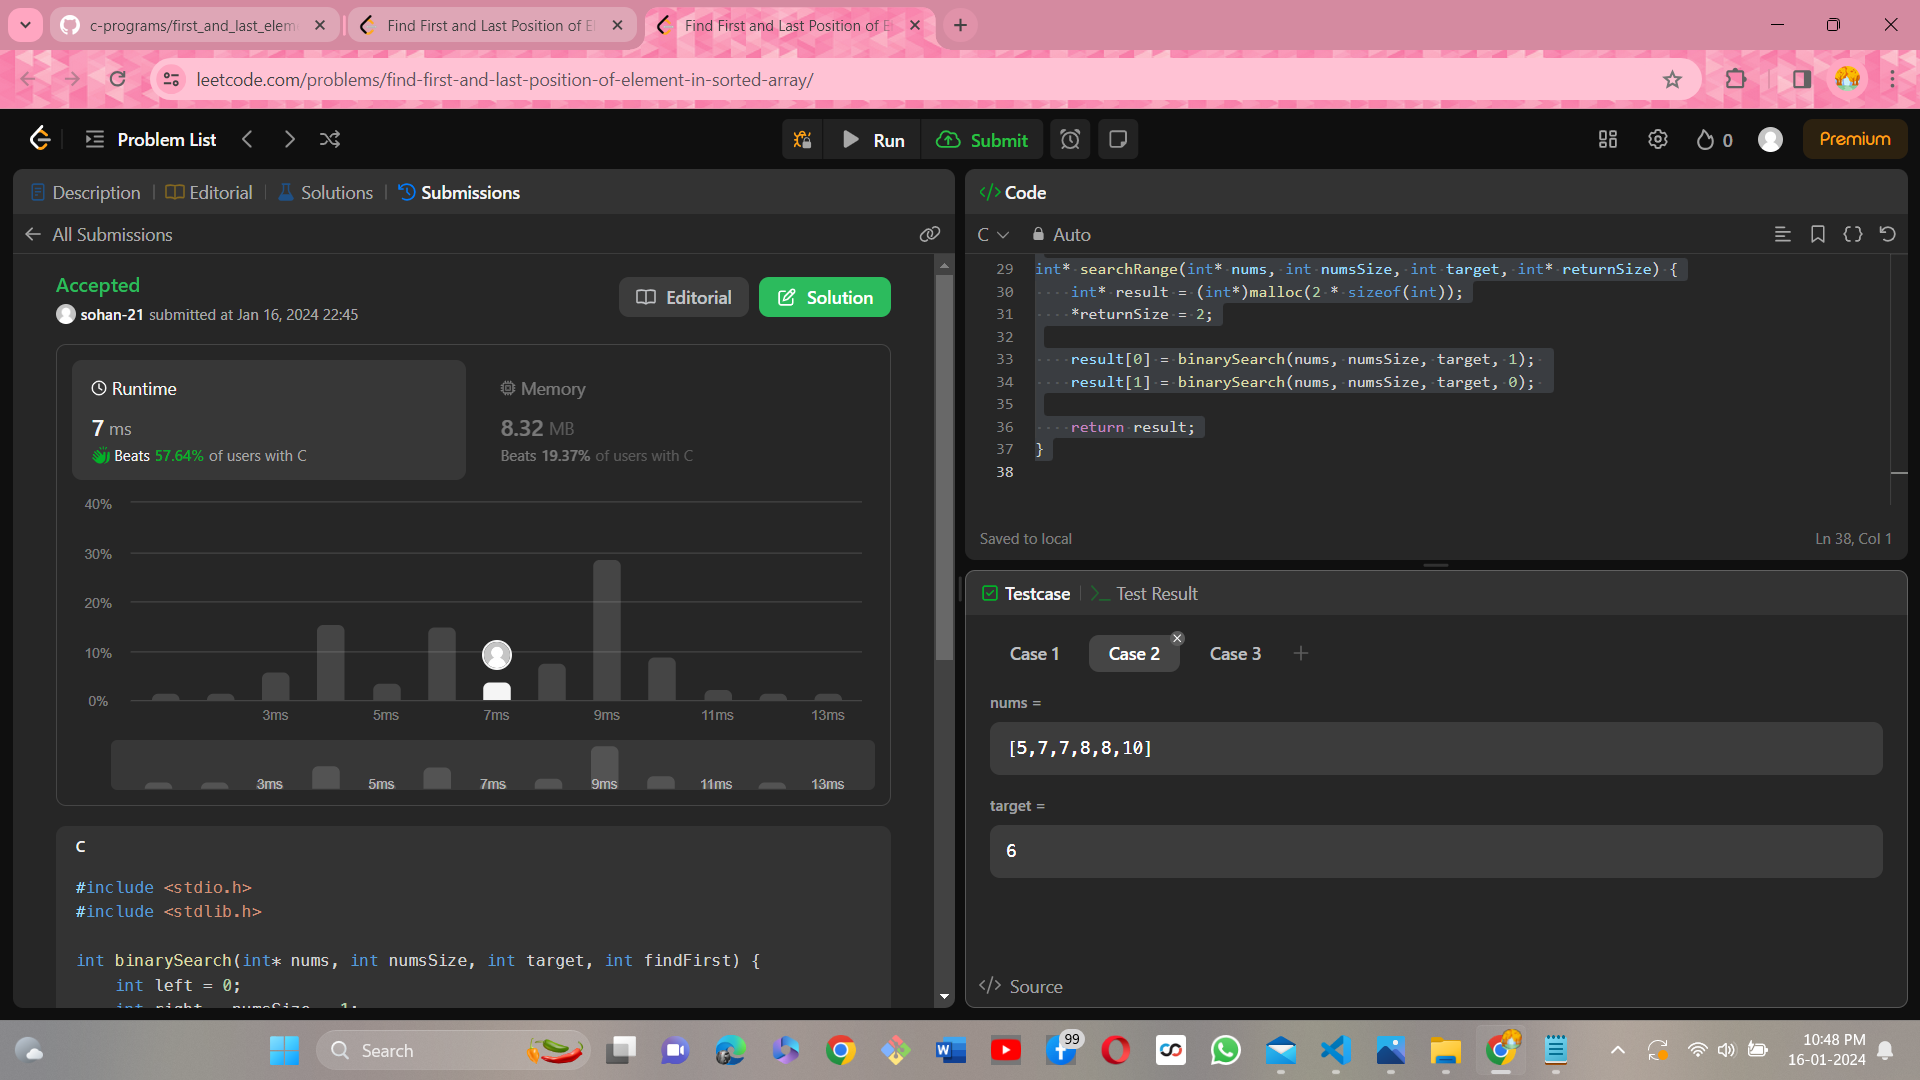 c-programs/first_and_last_elem
Find First and Last Position of E
Find First and Last Position of E
leetcode.com/problems/find-first-and-last-position-of-element-in-sorted-array/
Problem List
Run
Submit
0
Premium
Description
Editorial
Solutions
Submissions
All Submissions
Accepted
sohan-21 submitted at Jan 16, 2024 22:45
Editorial
Solution
Runtime
7 ms
Beats 57.64% of users with C
Memory
8.32 MB
Beats 19.37% of users with C
40%
30%
20%
10%
0%
3ms 5ms 7ms 9ms 11ms 13ms
3ms 5ms 7ms 9ms 11ms 13ms
C
#include <stdio.h>
#include <stdlib.h>
int binarySearch(int* nums, int numsSize, int target, int findFirst) {
int left = 0;
int right = numsSize - 1;
</> Code
C
Auto
29 int* searchRange(int* nums, int numsSize, int target, int* returnSize) {
30 int* result = (int*)malloc(2 * sizeof(int));
31 *returnSize = 2;
32
33 result[0] = binarySearch(nums, numsSize, target, 1);
34 result[1] = binarySearch(nums, numsSize, target, 0);
35
36 return result;
37 }
38
Saved to local
Ln 38, Col 1
Testcase
Test Result
Case 1
Case 2
Case 3
nums =
[5,7,7,8,8,10]
target =
6
</> Source
Search
99
10:48 PM
16-01-2024